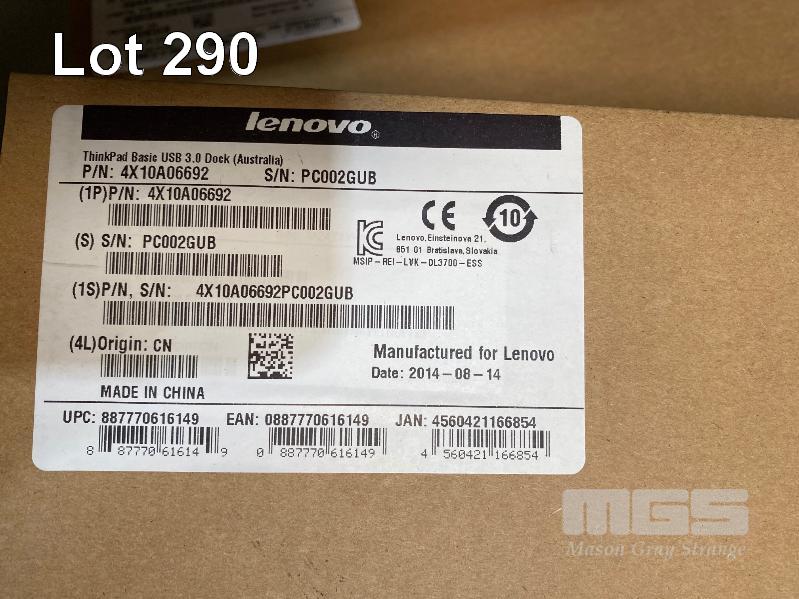 Lot 290
lenovo®
ThinkPad Basic USB 3.0 Dock (Australia)
P/N: 4X10A06692 S/N: PC002GUB
(1P)P/N: 4X10A06692
(S) S/N: PC002GUB
10
Lenovo, Einsteinova 21,
851 01 Bratislava, Slovakia
MSIP-REI-LVK-DL3700-ESS
(1S)P/N, S/N: 4X10A06692PC002GUB
(4L)Origin: CN
MADE IN CHINA
Manufactured for Lenovo
Date: 2014-08-14
UPC: 887770616149 EAN: 0887770616149 JAN: 4560421166854
8 87770 61614 9 0 887770 616149 4 560421 166854
MGS
Mason Gray Strange